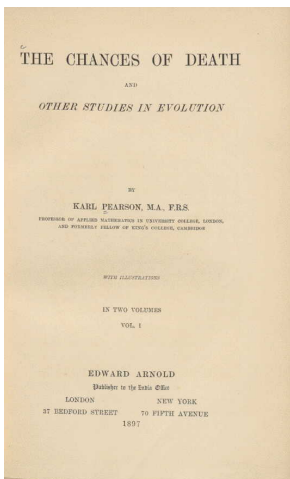 THE CHANCES OF DEATH
AND
OTHER STUDIES IN EVOLUTION
BY
KARL PEARSON, M.A., F.R.S.
PROFESSOR OF APPLIED MATHEMATICS IN UNIVERSITY COLLEGE, LONDON,
AND FORMERLY FELLOW OF KING'S COLLEGE, CAMBRIDGE
WITH ILLUSTRATIONS
IN TWO VOLUMES
VOL. I
EDWARD ARNOLD
Publisher to the India Office
LONDON NEW YORK
37 BEDFORD STREET 70 FIFTH AVENUE
1897